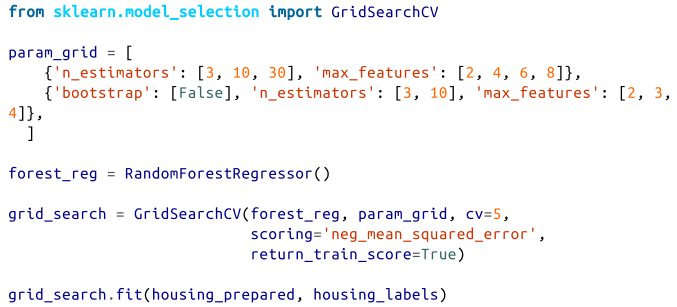 from sklearn.model_selection import GridSearchCV

param_grid = [
    {'n_estimators': [3, 10, 30], 'max_features': [2, 4, 6, 8]},
    {'bootstrap': [False], 'n_estimators': [3, 10], 'max_features': [2, 3,
4]},
  ]

forest_reg = RandomForestRegressor()

grid_search = GridSearchCV(forest_reg, param_grid, cv=5,
                           scoring='neg_mean_squared_error',
                           return_train_score=True)

grid_search.fit(housing_prepared, housing_labels)